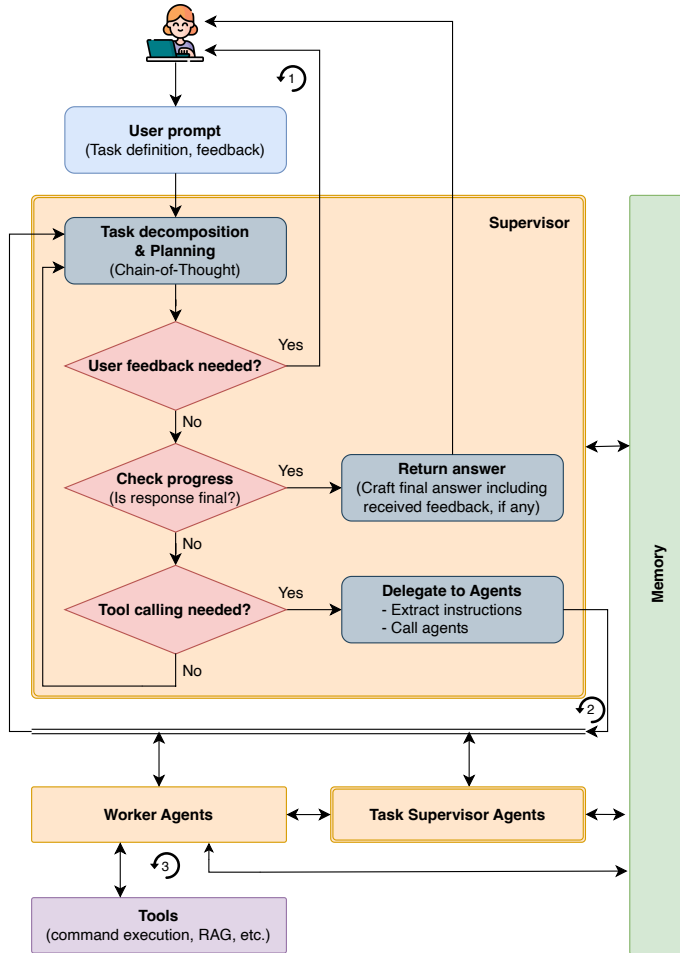 1
User prompt
(Task definition, feedback)
Supervisor
Task decomposition
& Planning
(Chain-of-Thought)
Yes
User feedback needed?
No
Check progress
(Is response final?)
Yes
Return answer
(Craft final answer including
received feedback, if any)
No
Tool calling needed?
Yes
Delegate to Agents
- Extract instructions
- Call agents
No
Memory
2
Worker Agents
Task Supervisor Agents
3
Tools
(command execution, RAG, etc.)